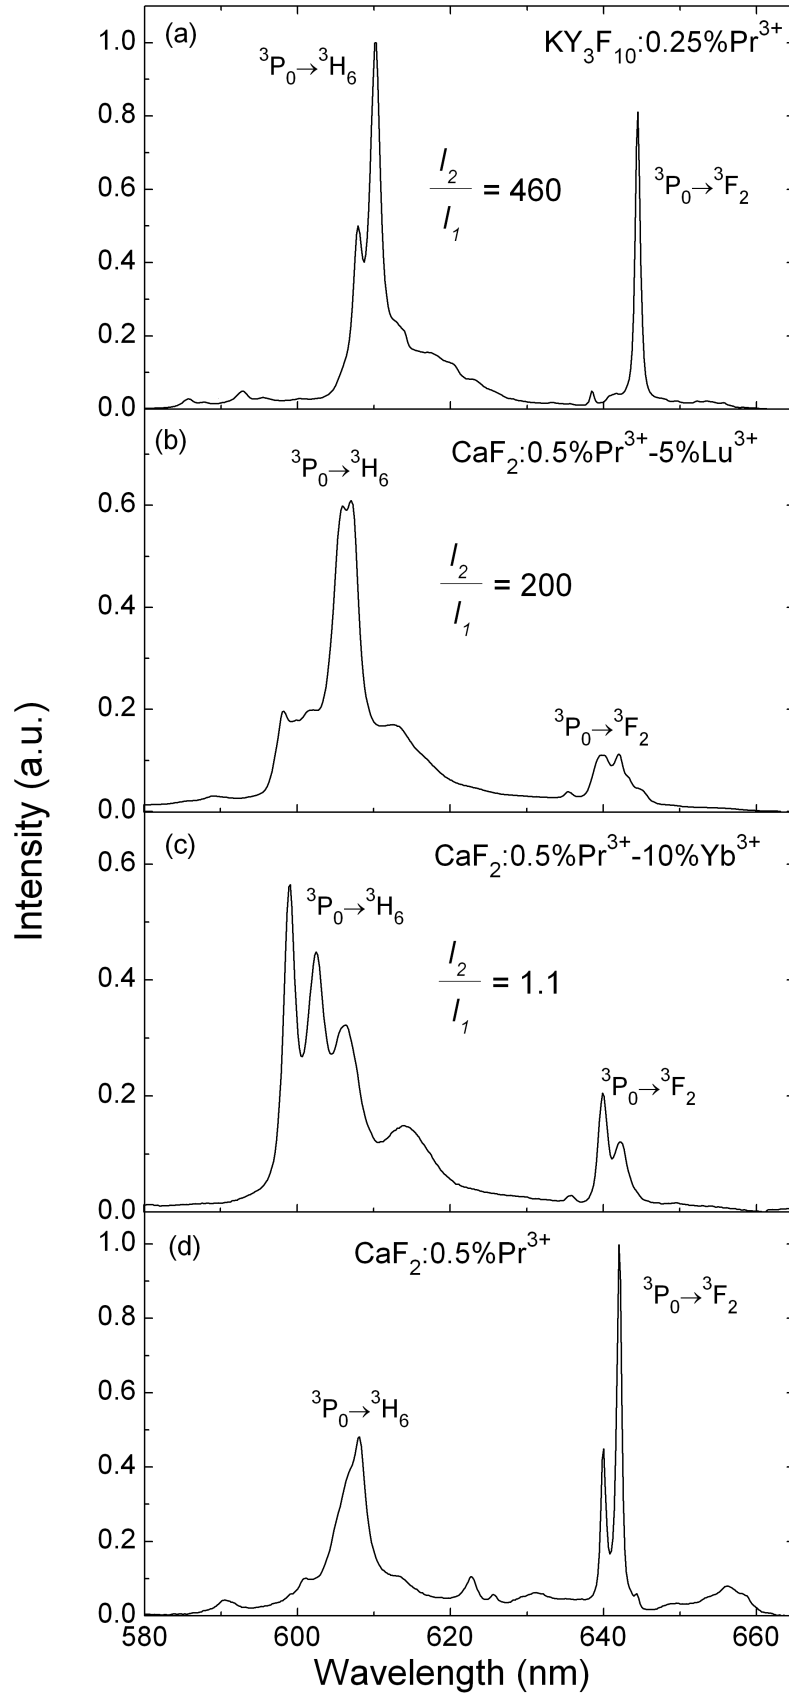 Intensity (a.u.)
(a)
KY3F10:0.25%Pr3+
3P0→3H6
I2
I1
= 460
3P0→3F2
1.0
0.8
0.6
0.4
0.2
0.0
(b)
CaF2:0.5%Pr3+-5%Lu3+
3P0→3H6
I2
I1
= 200
3P0→3F2
0.6
0.4
0.2
0.0
(c)
CaF2:0.5%Pr3+-10%Yb3+
3P0→3H6
I2
I1
= 1.1
3P0→3F2
0.6
0.4
0.2
0.0
(d)
CaF2:0.5%Pr3+
3P0→3F2
3P0→3H6
1.0
0.8
0.6
0.4
0.2
0.0
580 600 620 640 660
Wavelength (nm)